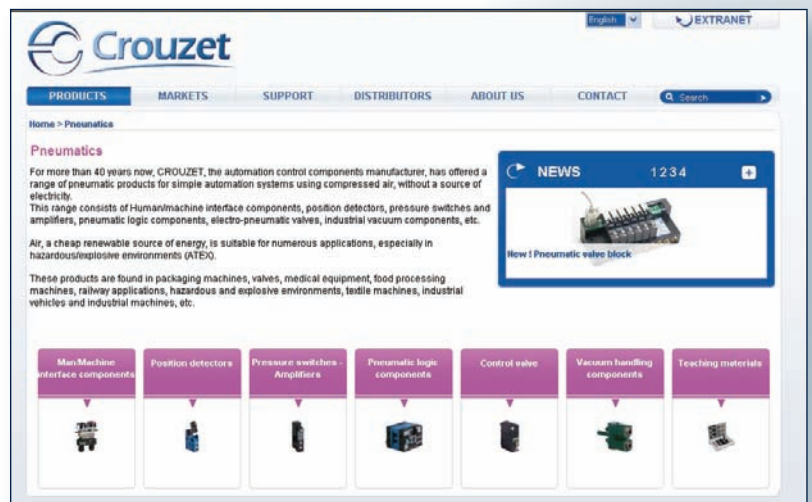 English
EXTRANET
Crouzet
PRODUCTS
MARKETS
SUPPORT
DISTRIBUTORS
ABOUT US
CONTACT
Search
Home > Pneumatics
Pneumatics
For more than 40 years now, CROUZET, the automation control components manufacturer, has offered a
range of pneumatic products for simple automation systems using compressed air, without a source of
electricity.
This range consists of Human/machine interface components, position detectors, pressure switches and
amplifiers, pneumatic logic components, electro-pneumatic valves, industrial vacuum components, etc.
Air, a cheap renewable source of energy, is suitable for numerous applications, especially in
hazardous/explosive environments (ATEX).
These products are found in packaging machines, valves, medical equipment, food processing
machines, railway applications, hazardous and explosive environments, textile machines, industrial
vehicles and industrial machines, etc.
NEWS
1 2 3 4
New ! Pneumatic valve block
Man/Machine
interface components
Position detectors
Pressure switches -
Amplifiers
Pneumatic logic
components
Control valve
Vacuum handling
components
Teaching materials